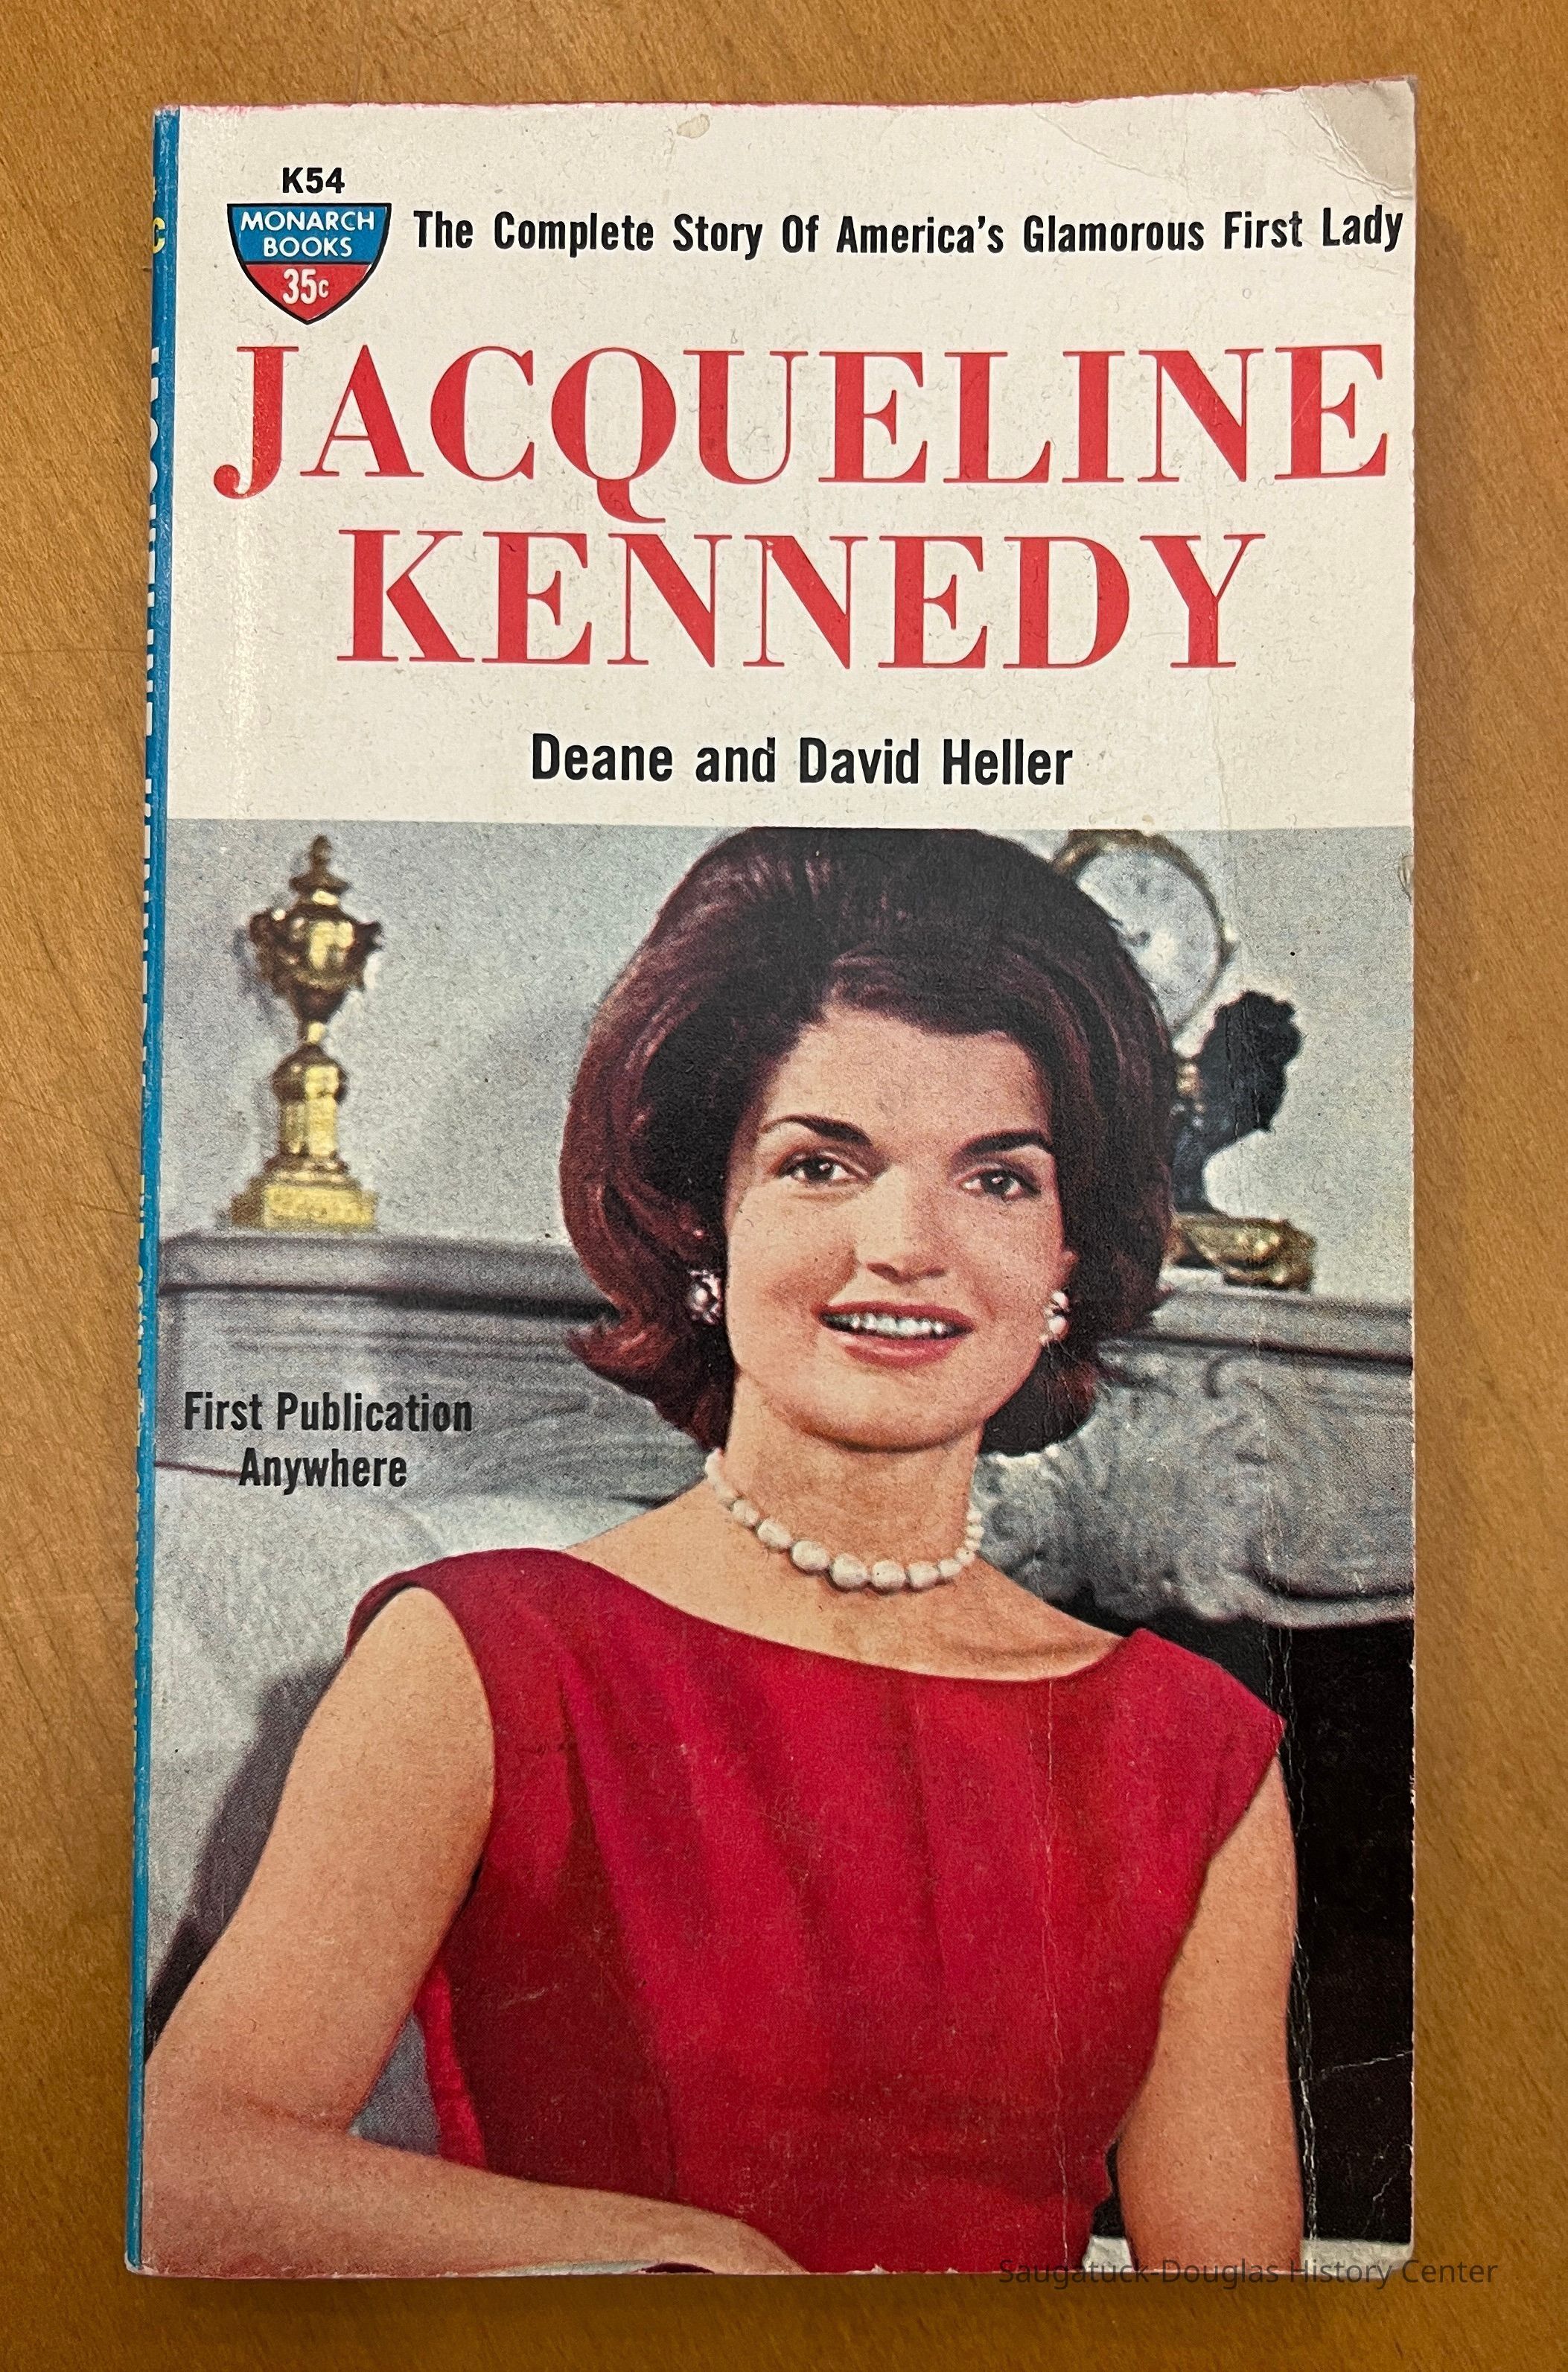 K54
MONARCH
BOOKS
35c
The Complete Story Of America's Glamorous First Lady
JACQUELINE
KENNEDY
Deane and David Heller
First Publication
Anywhere
Saugatuck-Douglas History Center